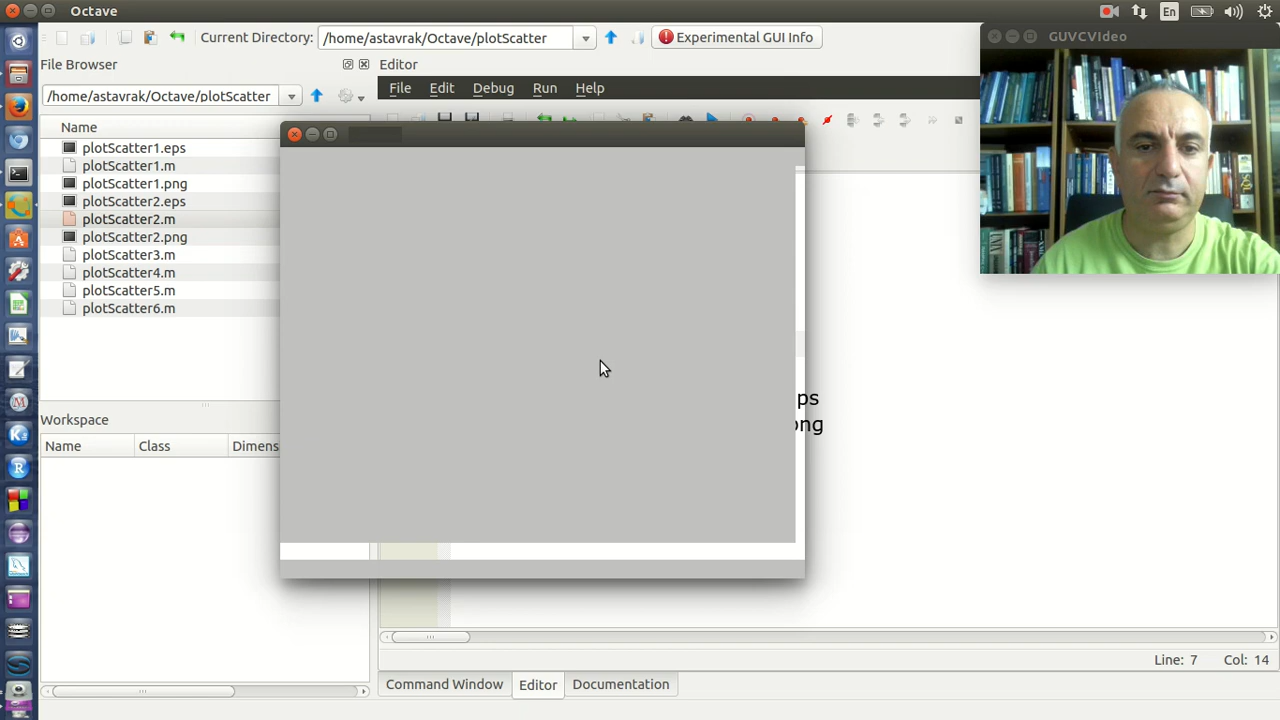 Octave
En
Current Directory:
/home/astavrak/Octave/plotScatter
Experimental GUI Info
GUVCVIdeo
File Browser
Editor
/home/astavrak/Octave/plotScatter
File
Edit
Debug
Run
Help
Name
plotScatter1.eps
plotScatter1.m
plotScatter1.png
plotScatter2.eps
plotScatter2.m
plotScatter2.png
plotScatter3.m
plotScatter4.m
plotScatter5.m
plotScatter6.m
ps
ong
Workspace
Name
Class
Dimens
Line: 7
Col: 14
Command Window
Editor
Documentation